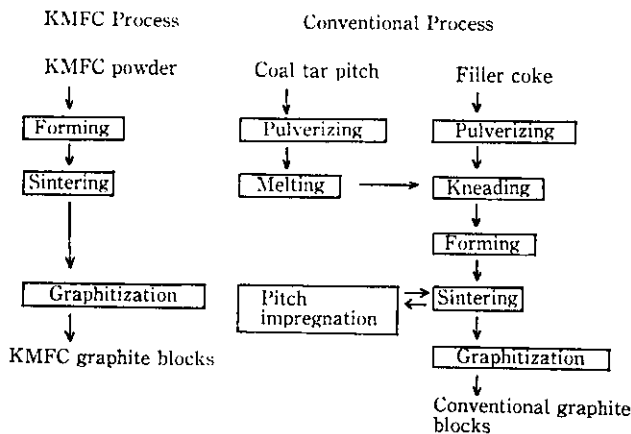 KMFC Process
KMFC powder
Forming
Sintering
Graphitization
KMFC graphite blocks
Conventional Process
Coal tar pitch
Pulverizing
Melting
Filler coke
Pulverizing
Kneading
Forming
Pitch
impregnation
Sintering
Graphitization
Conventional graphite
blocks